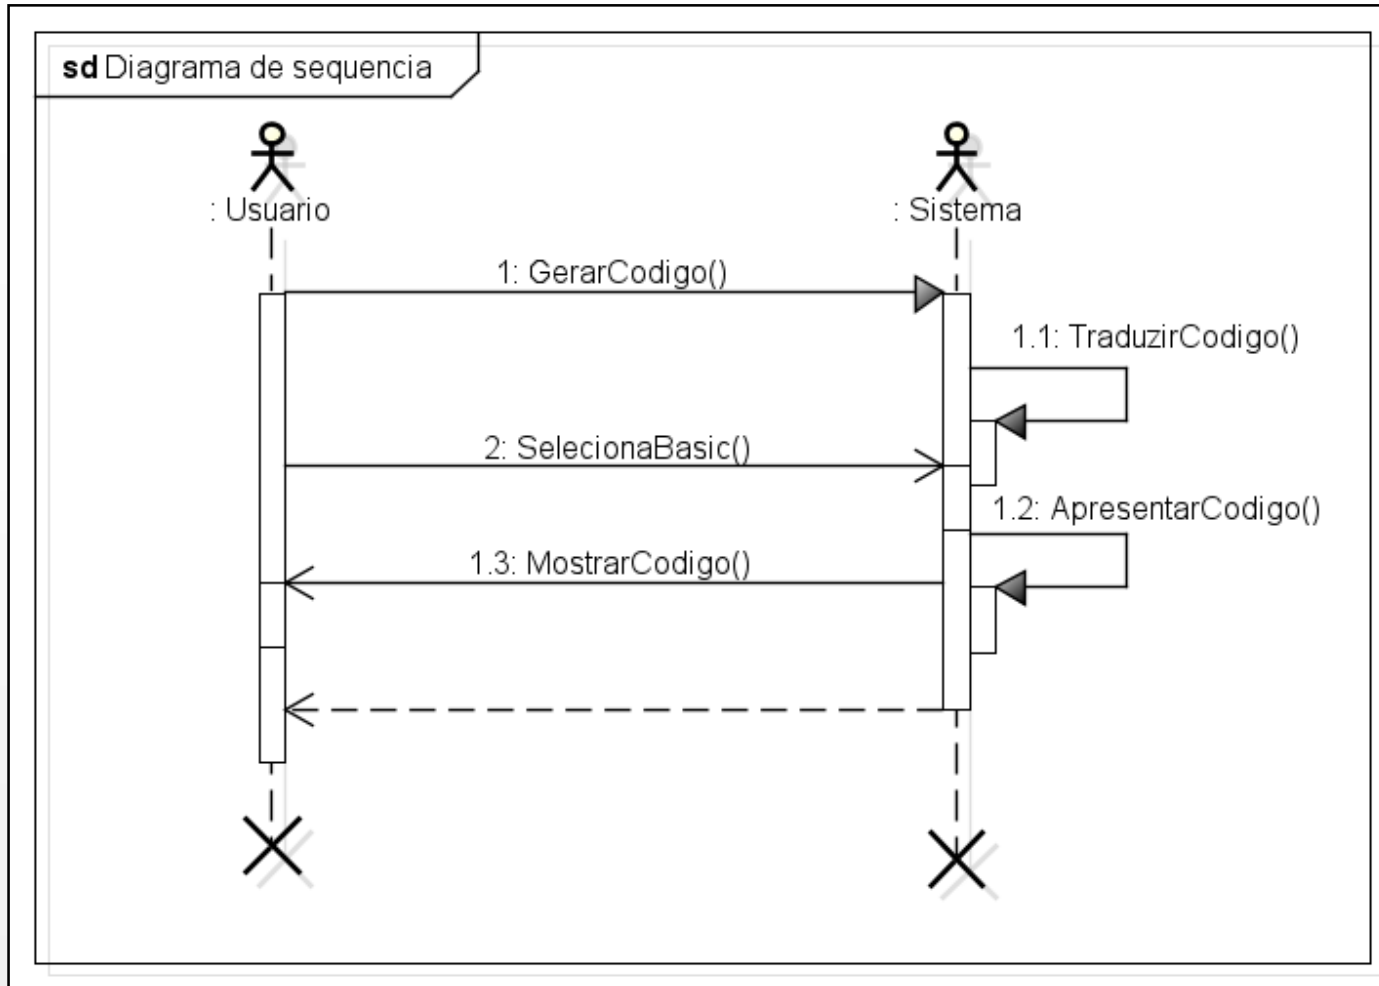 sd Diagrama de sequencia
: Usuario
: Sistema
1: GerarCodigo()
1.1: TraduzirCodigo()
2: SelecionaBasic()
1.2: ApresentarCodigo()
1.3: MostrarCodigo()